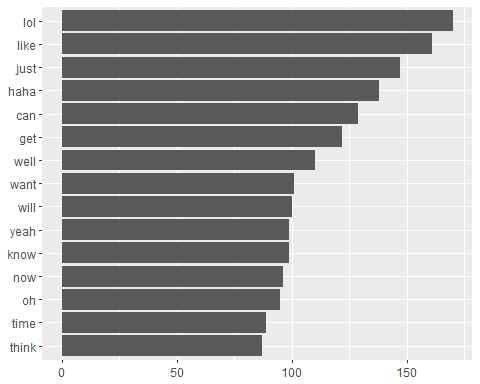 lol
like
just
haha
can
get
well
want
will
yeah
know
now
oh
time
think
0 50 100 150